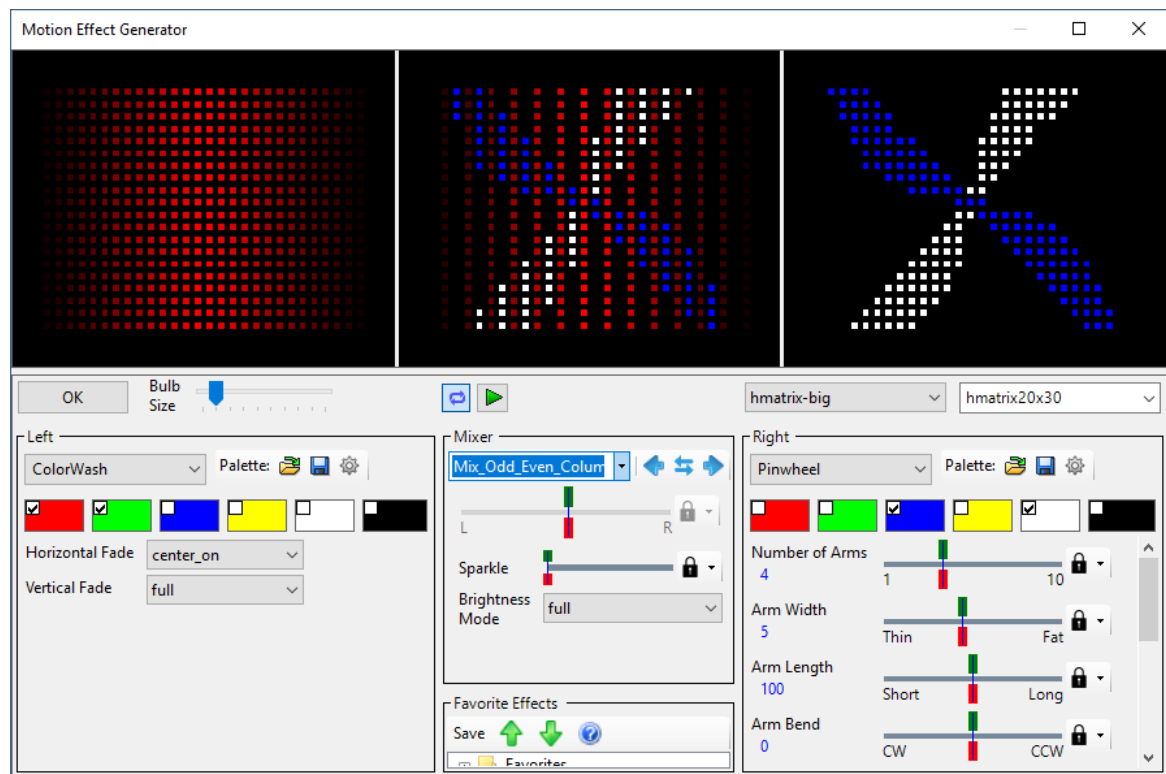 Motion Effect Generator
OK
Bulb
Size
hmatrix-big
hmatrix20x30
Left
ColorWash
Palette:
Horizontal Fade
center_on
Vertical Fade
full
Mixer
Mix_Odd_Even_Colum
L
R
Sparkle
Brightness
Mode
full
Favorite Effects
Save
Favorites
Right
Pinwheel
Palette:
Number of Arms
4
1
10
Arm Width
5
Thin
Fat
Arm Length
100
Short
Long
Arm Bend
0
CW
CCW